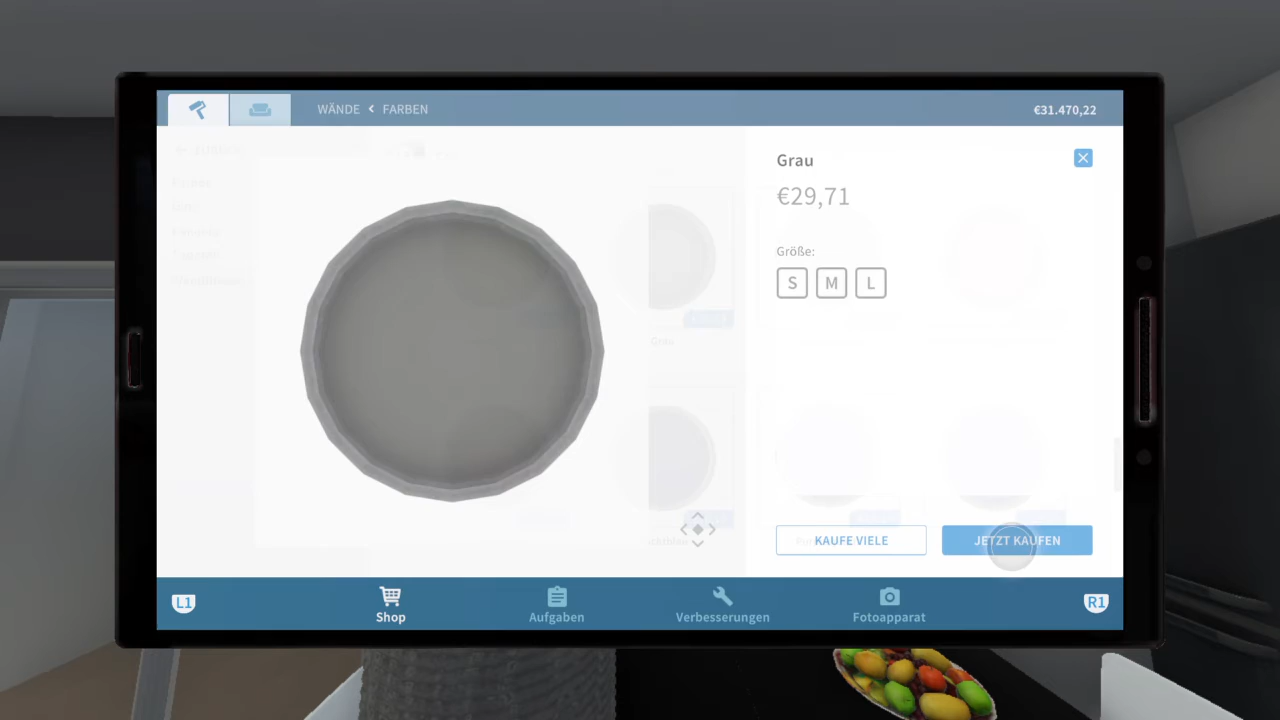 WÄNDE < FARBEN
€31.470,22
Grau
€29,71
Größe:
S M L
Grau
KAUFE VIELE
JETZT KAUFEN
L1
Shop
Aufgaben
Verbesserungen
Fotoapparat
R1